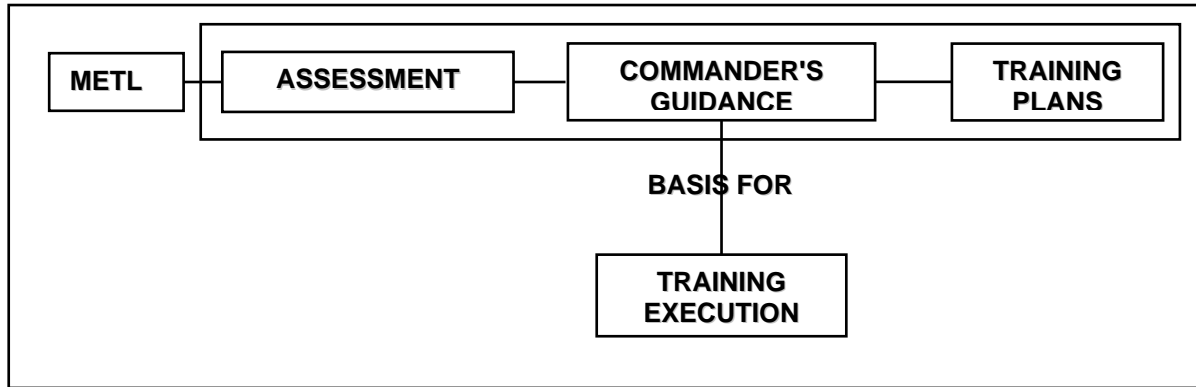 METL
ASSESSMENT
COMMANDER'S
GUIDANCE
TRAINING
PLANS
BASIS FOR
TRAINING
EXECUTION